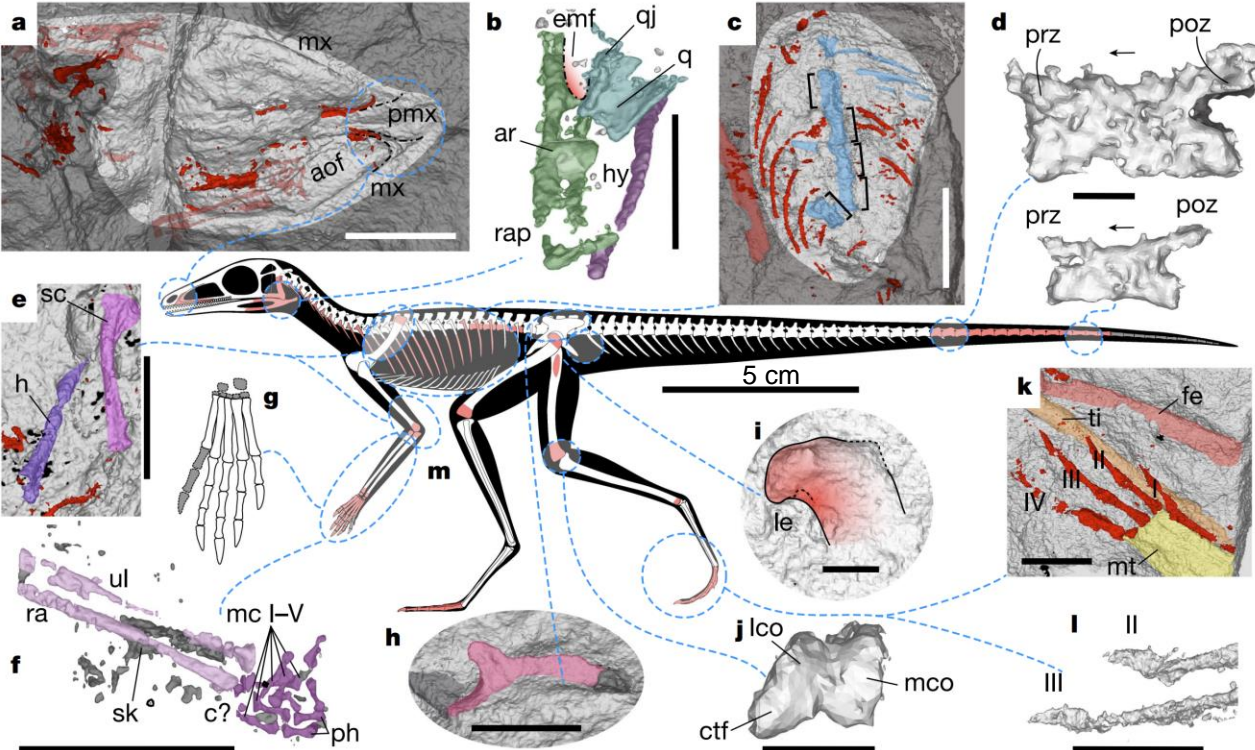 a
mx
pmx
aof
mx
b
emf
qj
q
ar
hy
rap
c
d
prz
poz
prz
poz
e
sc
h
g
5 cm
m
i
le
k
fe
ti
II
I
III
IV
mt
f
ul
ra
mc I–V
sk
c?
ph
h
j
lco
mco
ctf
l
II
III